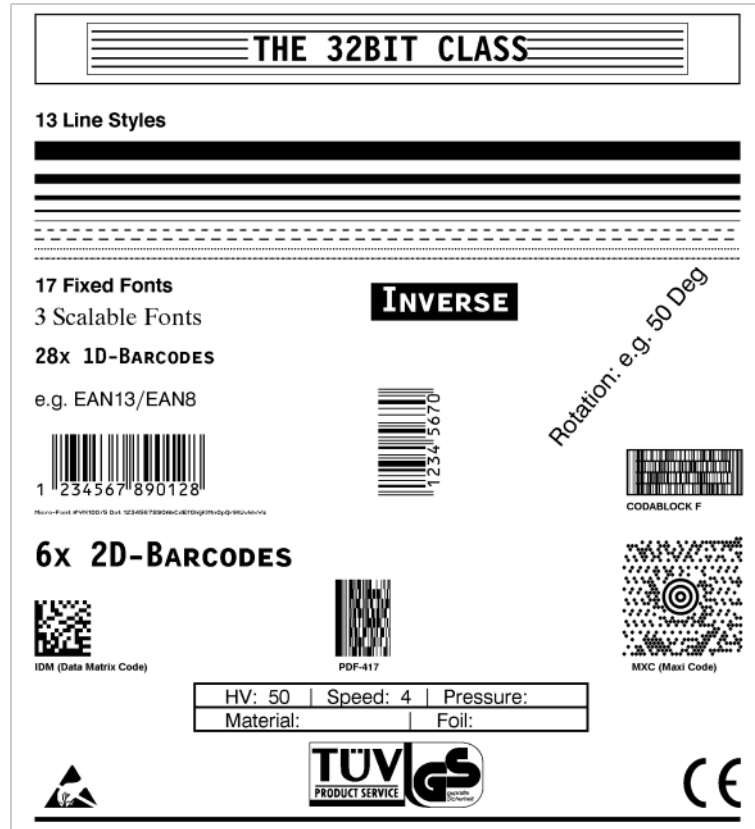 THE 32BIT CLASS
13 Line Styles
17 Fixed Fonts
3 Scalable Fonts
INVERSE
Rotation: e.g. 50 Deg
28x 1D-BARCODES
e.g. EAN13/EAN8
1 234567 890128
1234 5670
CODABLOCK F
6x 2D-BARCODES
IDM (Data Matrix Code)
PDF-417
MXC (Maxi Code)
HV: 50 | Speed: 4 | Pressure:
Material: | Foil:
TÜV
PRODUCT SERVICE
GS
geprüfte
Sicherheit
CE